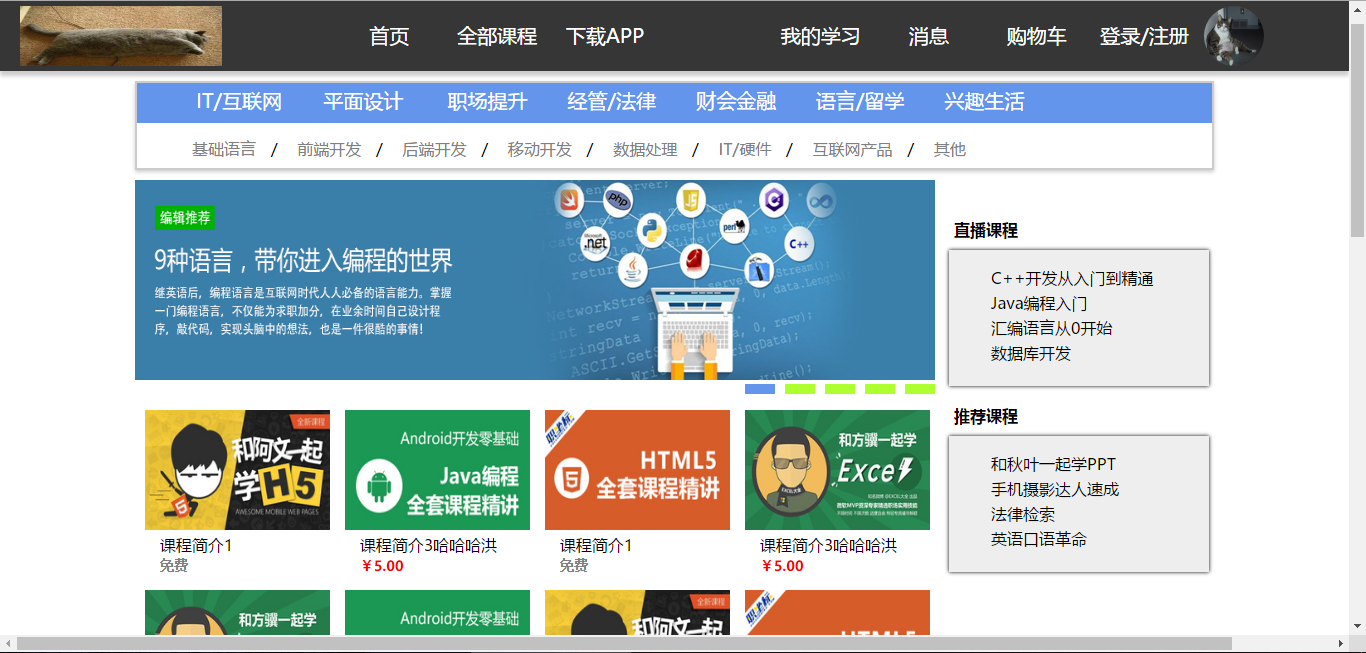 首页 全部课程 下载APP 我的学习 消息 购物车 登录/注册
IT/互联网 平面设计 职场提升 经管/法律 财会金融 语言/留学 兴趣生活
基础语言 / 前端开发 / 后端开发 / 移动开发 / 数据处理 / IT/硬件 / 互联网产品 / 其他
编辑推荐
9种语言，带你进入编程的世界
继英语后，编程语言是互联网时代人人必备的语言能力。掌握
一门编程语言，不仅能为求职加分，在业余时间自己设计程
序，敲代码，实现头脑中的想法，也是一件很酷的事情！
php
Microsoft
.net
perl
C++
直播课程
C++开发从入门到精通
Java编程入门
汇编语言从0开始
数据库开发
推荐课程
和秋叶一起学PPT
手机摄影达人速成
法律检索
英语口语革命
全新课程
和阿文一起
学H5
AWESOME MOBILE WEB PAGES
课程简介1
免费
Android开发零基础
Java编程
全套课程精讲
课程简介3哈哈哈洪
￥5.00
职坐标
HTML5
全套课程精讲
课程简介1
免费
和方骥一起学
Excel
课程简介3哈哈哈洪
￥5.00
和方骥一起学
Android开发零基础
全新课程
和阿文一起
职坐标
HTML5